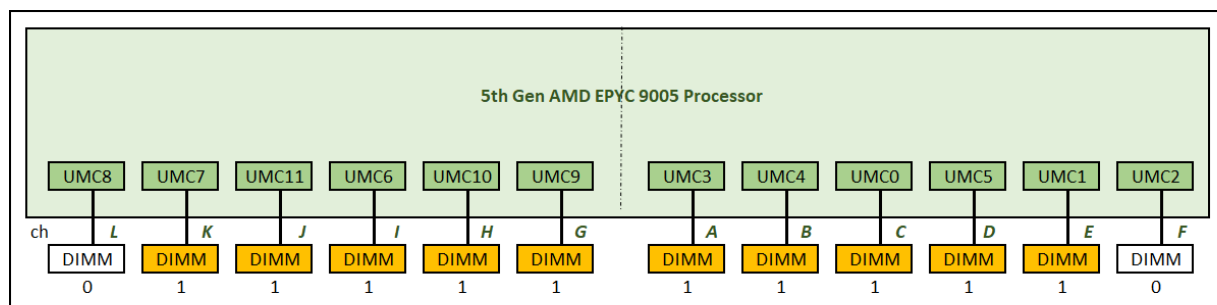 5th Gen AMD EPYC 9005 Processor
UMC8 UMC7 UMC11 UMC6 UMC10 UMC9 UMC3 UMC4 UMC0 UMC5 UMC1 UMC2
ch L K J I H G A B C D E F
DIMM DIMM DIMM DIMM DIMM DIMM DIMM DIMM DIMM DIMM DIMM DIMM
0 1 1 1 1 1 1 1 1 1 1 0